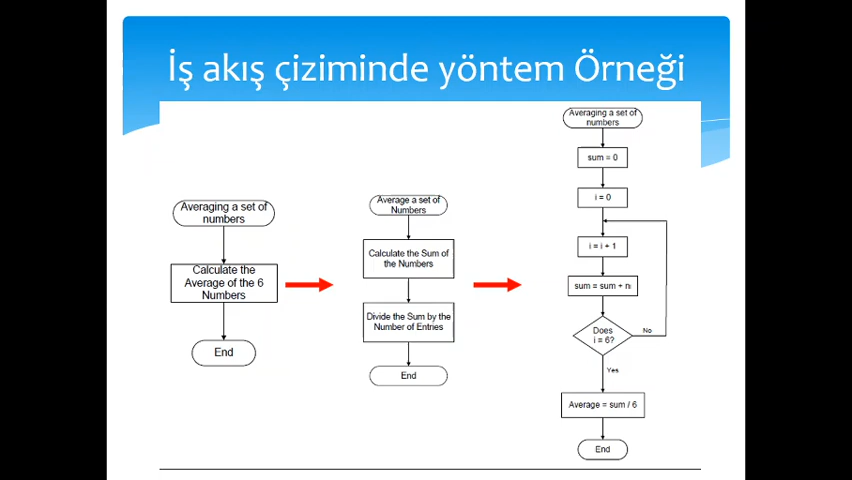 İş akış çiziminde yöntem Örneği
Averaging a set of
numbers
Calculate the
Average of the 6
Numbers
End
Average a set of
Numbers
Calculate the Sum of
the Numbers
Divide the Sum by the
Number of Entries
End
Averaging a set of
numbers
sum = 0
i = 0
i = i + 1
sum = sum + ni
Does
i = 6?
No
Yes
Average = sum / 6
End